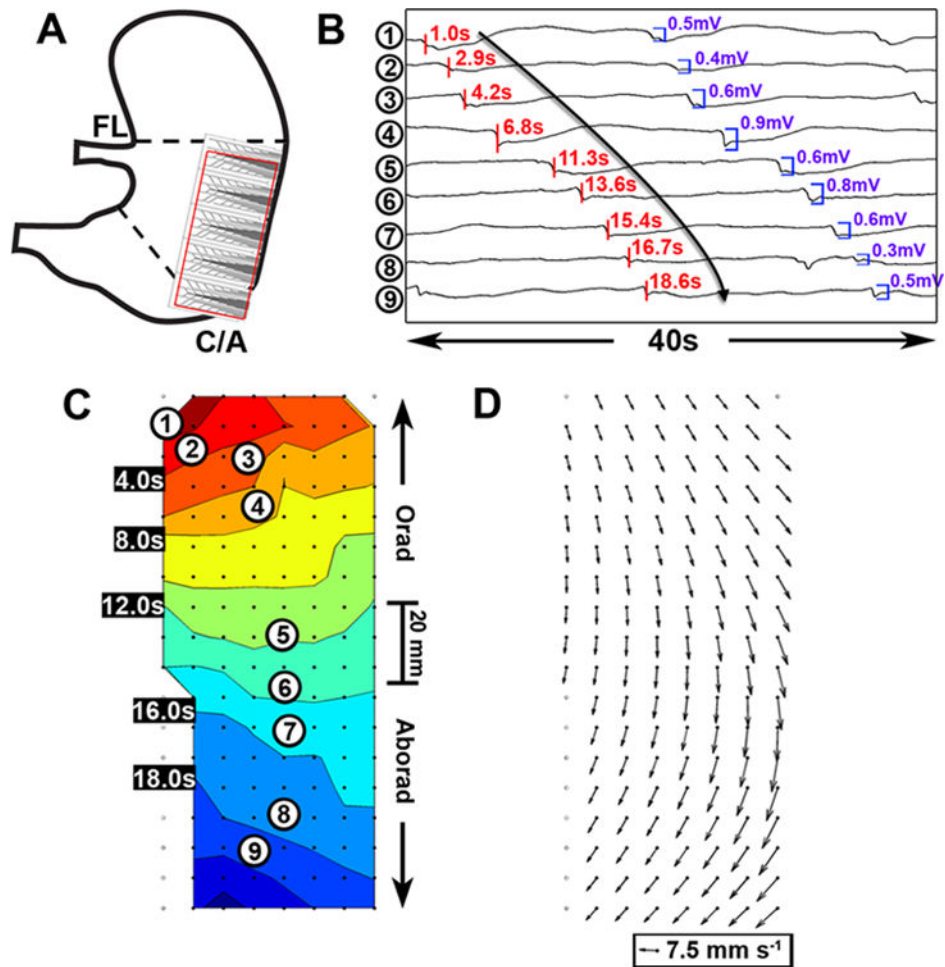 A
FL
C/A
B
① 1.0s 0.5mV
② 2.9s 0.4mV
③ 4.2s 0.6mV
④ 6.8s 0.9mV
⑤ 11.3s 0.6mV
⑥ 13.6s 0.8mV
⑦ 15.4s 0.6mV
⑧ 16.7s 0.3mV
⑨ 18.6s 0.5mV
40s
C
①
②
③
4.0s
④
8.0s
12.0s
⑤
⑥
16.0s
⑦
18.0s
⑧
⑨
Orad
20 mm
Aborad
D
7.5 mm s⁻¹